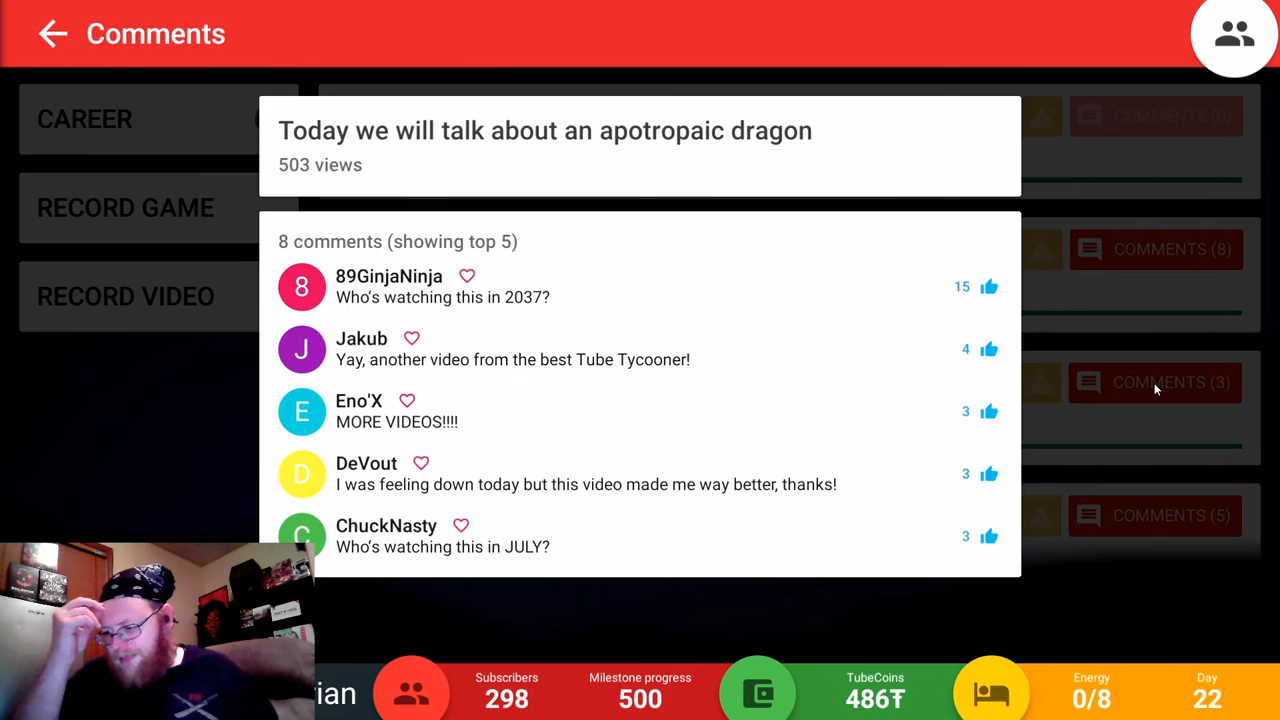 Comments
CAREER
RECORD GAME
RECORD VIDEO
COMMENTS (0)
COMMENTS (8)
COMMENTS (3)
COMMENTS (5)
Today we will talk about an apotropaic dragon
503 views
8 comments (showing top 5)
8
89GinjaNinja
Who's watching this in 2037?
15
J
Jakub
Yay, another video from the best Tube Tycooner!
4
E
Eno'X
MORE VIDEOS!!!!
3
D
DeVout
I was feeling down today but this video made me way better, thanks!
3
C
ChuckNasty
Who's watching this in JULY?
3
rian
Subscribers
298
Milestone progress
500
TubeCoins
486Ŧ
Energy
0/8
Day
22